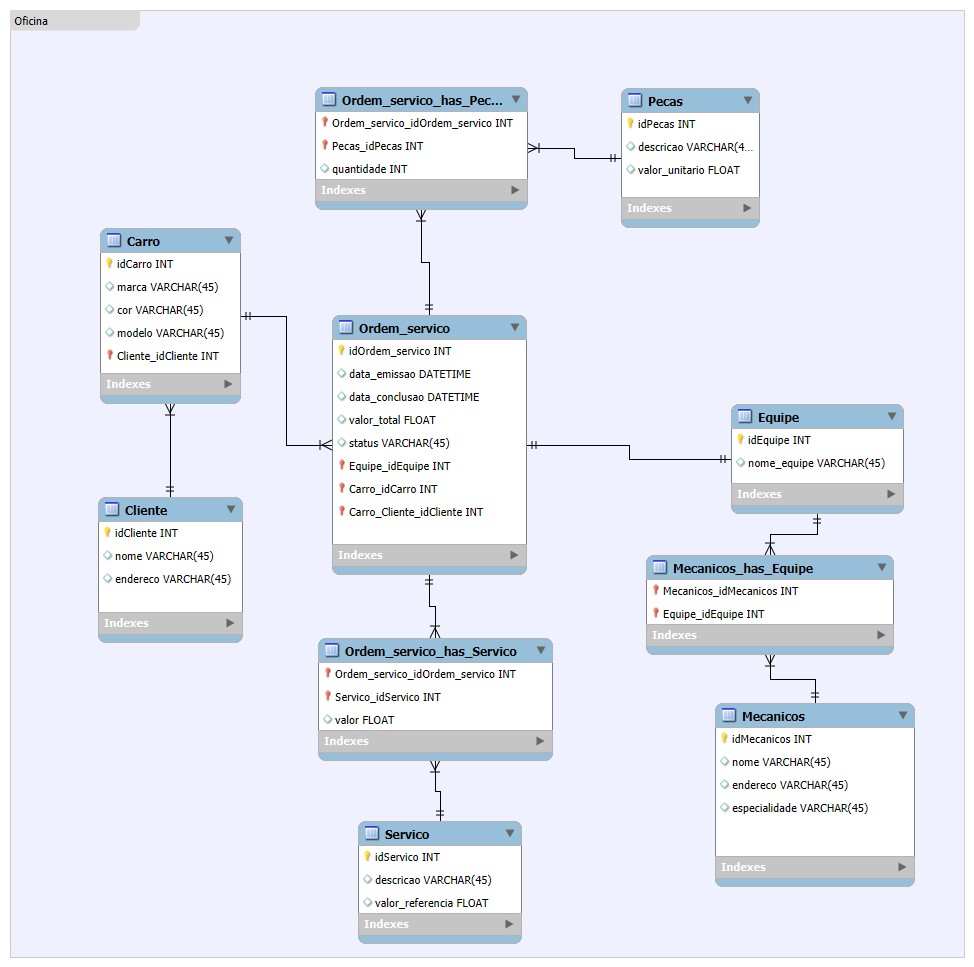 Oficina
Ordem_servico_has_Pec...
Ordem_servico_idOrdem_servico INT
Pecas_idPecas INT
quantidade INT
Indexes
Pecas
idPecas INT
descricao VARCHAR(4...
valor_unitario FLOAT
Indexes
Carro
idCarro INT
marca VARCHAR(45)
cor VARCHAR(45)
modelo VARCHAR(45)
Cliente_idCliente INT
Indexes
Ordem_servico
idOrdem_servico INT
data_emissao DATETIME
data_conclusao DATETIME
valor_total FLOAT
status VARCHAR(45)
Equipe_idEquipe INT
Carro_idCarro INT
Carro_Cliente_idCliente INT
Indexes
Equipe
idEquipe INT
nome_equipe VARCHAR(45)
Indexes
Cliente
idCliente INT
nome VARCHAR(45)
endereco VARCHAR(45)
Indexes
Mecanicos_has_Equipe
Mecanicos_idMecanicos INT
Equipe_idEquipe INT
Indexes
Ordem_servico_has_Servico
Ordem_servico_idOrdem_servico INT
Servico_idServico INT
valor FLOAT
Indexes
Mecanicos
idMecanicos INT
nome VARCHAR(45)
endereco VARCHAR(45)
especialidade VARCHAR(45)
Indexes
Servico
idServico INT
descricao VARCHAR(45)
valor_referencia FLOAT
Indexes